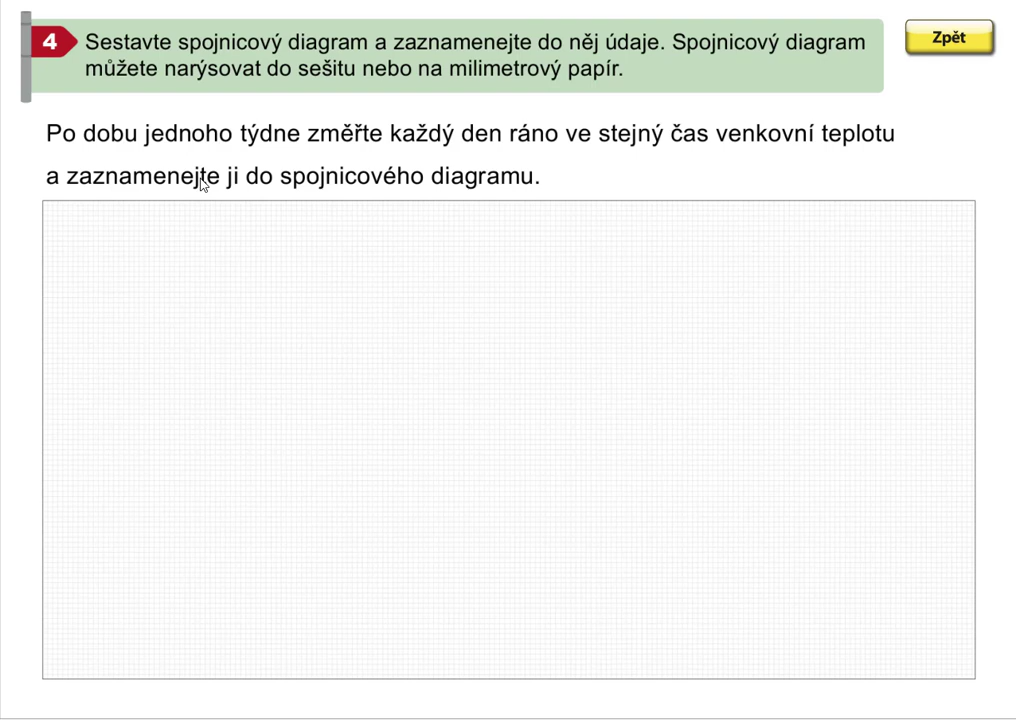 4
Sestavte spojnicový diagram a zaznamenejte do něj údaje. Spojnicový diagram
můžete narýsovat do sešitu nebo na milimetrový papír.
Zpět
Po dobu jednoho týdne změřte každý den ráno ve stejný čas venkovní teplotu
a zaznamenejte ji do spojnicového diagramu.